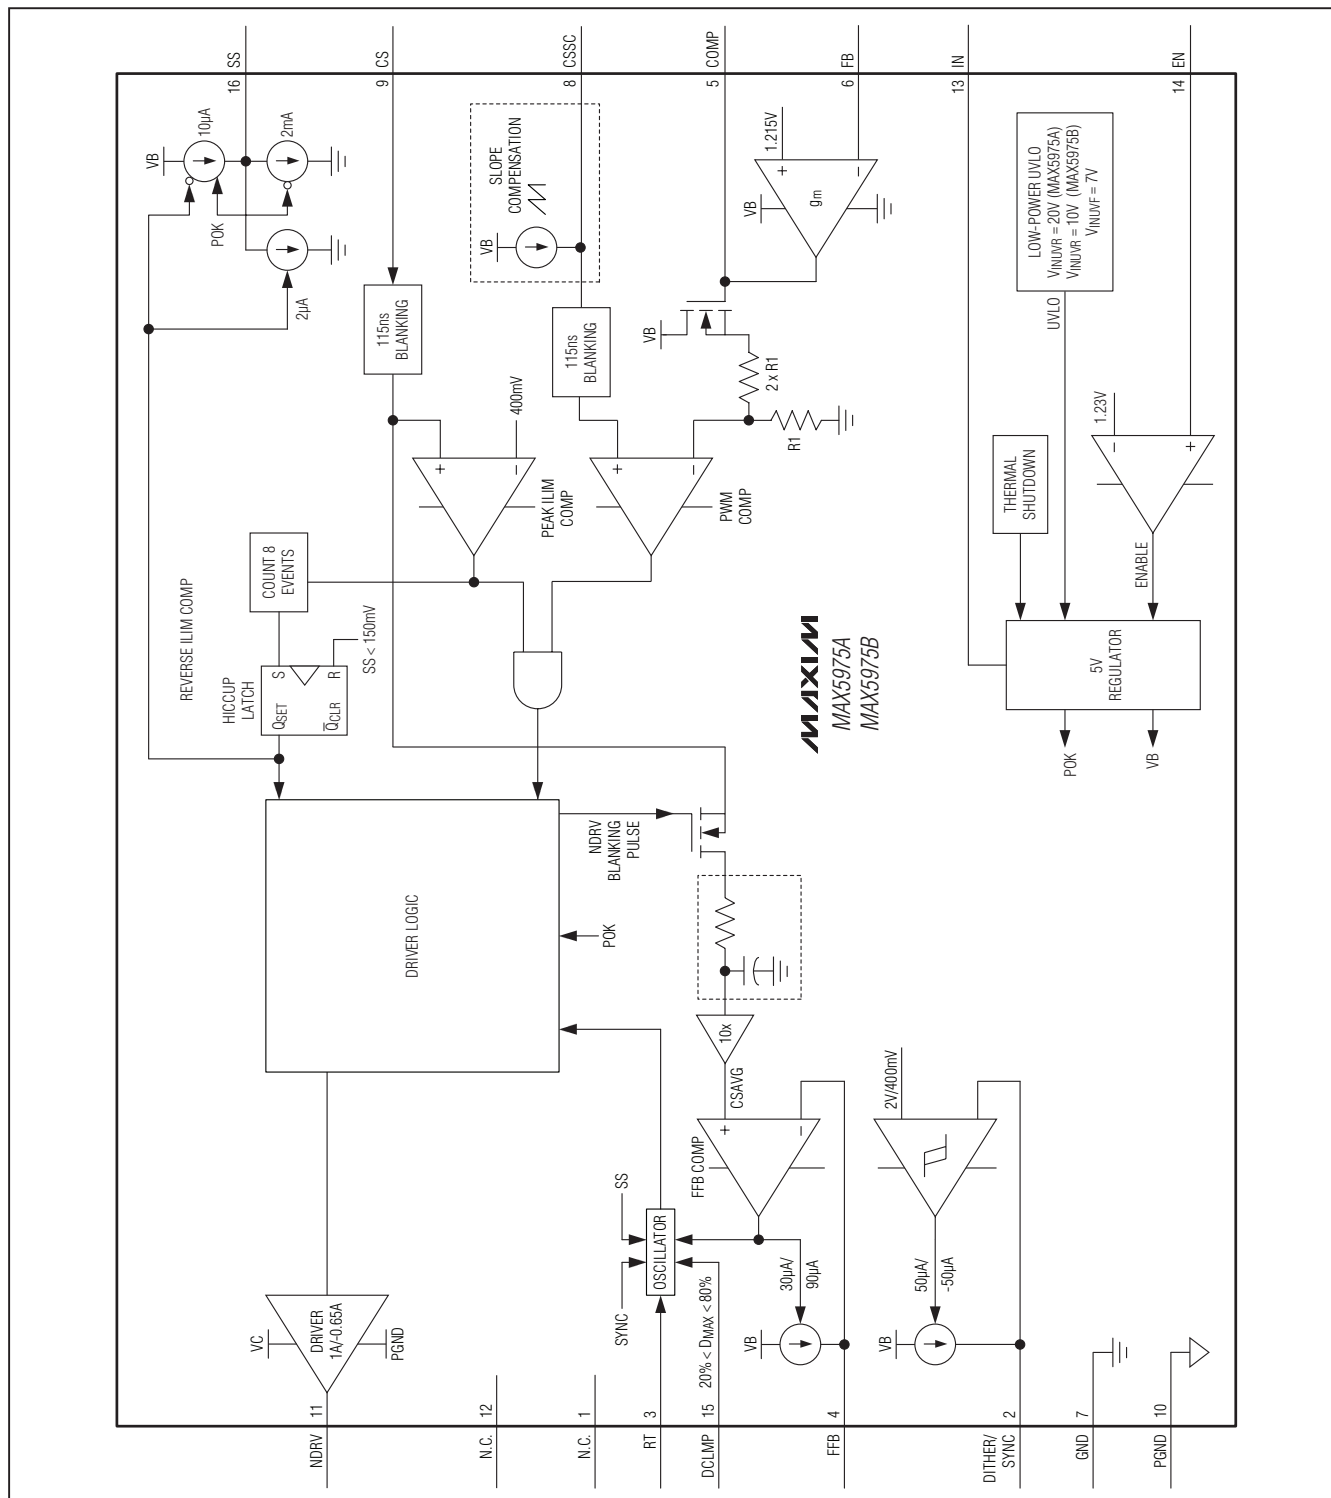 SS
16
CS
9
CSSC
8
COMP
5
FB
6
IN
13
EN
14
VB
10µA
2mA
POK
2µA
115ns
BLANKING
SLOPE
COMPENSATION
VB
115ns
BLANKING
1.215V
+
−
gm
VB
VB
2 x R1
R1
LOW-POWER UVLO
VINUVR = 20V (MAX5975A)
VINUVR = 10V (MAX5975B)
VINUVF = 7V
UVLO
400mV
+
−
PEAK ILIM
COMP
+
−
PWM
COMP
THERMAL
SHUTDOWN
1.23V
−
+
ENABLE
COUNT 8
EVENTS
REVERSE ILIM COMP
HICCUP
LATCH
S
R
QSET
Q̅CLR
SS < 150mV
MAXIM
MAX5975A
MAX5975B
5V
REGULATOR
POK
VB
DRIVER LOGIC
NDRV
BLANKING
PULSE
POK
10x
CSAVG
+
−
FFB COMP
2V/400mV
SS
SYNC
OSCILLATOR
20% < DMAX < 80%
30µA/
90µA
VB
50µA/
-50µA
VB
VC
DRIVER
1A/-0.65A
PGND
11
NDRV
12
N.C.
1
N.C.
3
RT
15
DCLMP
4
FFB
2
DITHER/
SYNC
7
GND
10
PGND